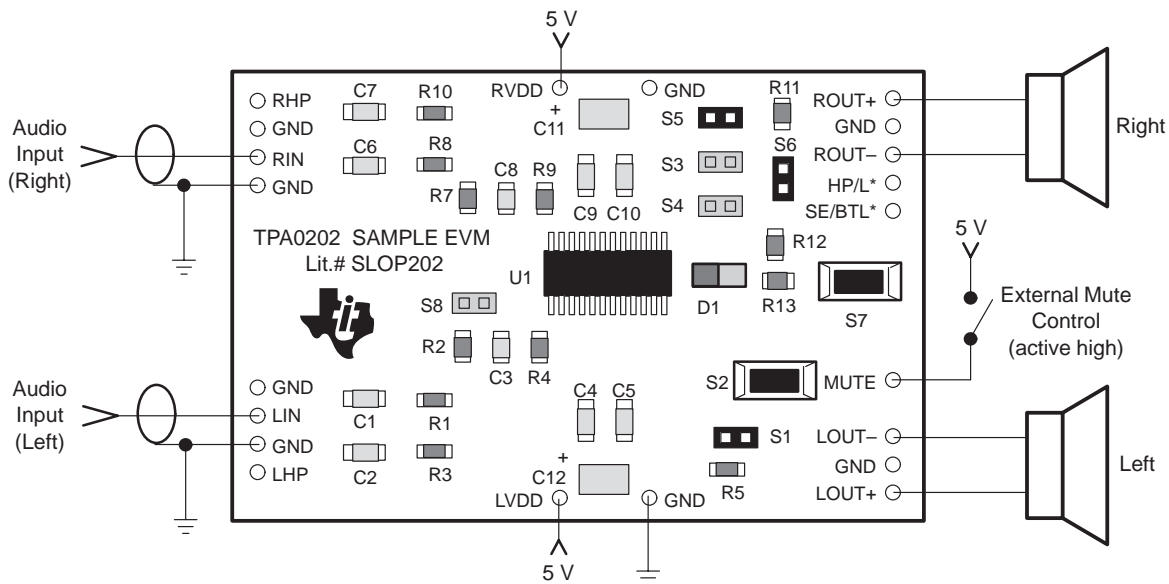 5 V
RHP
GND
RIN
GND
Audio
Input
(Right)
C7
R10
C6
R8
RVDD
GND
+
C11
S5
R11
S3
S6
S4
ROUT+
GND
ROUT–
HP/L*
SE/BTL*
Right
R7
C8
R9
C9
C10
TPA0202 SAMPLE EVM
Lit.# SLOP202
U1
D1
R12
R13
S7
5 V
External Mute
Control
(active high)
S8
R2
C3
R4
S2
MUTE
Audio
Input
(Left)
GND
LIN
GND
LHP
C1
R1
C2
R3
C4
C5
S1
R5
+
C12
LVDD
GND
LOUT–
GND
LOUT+
Left
5 V